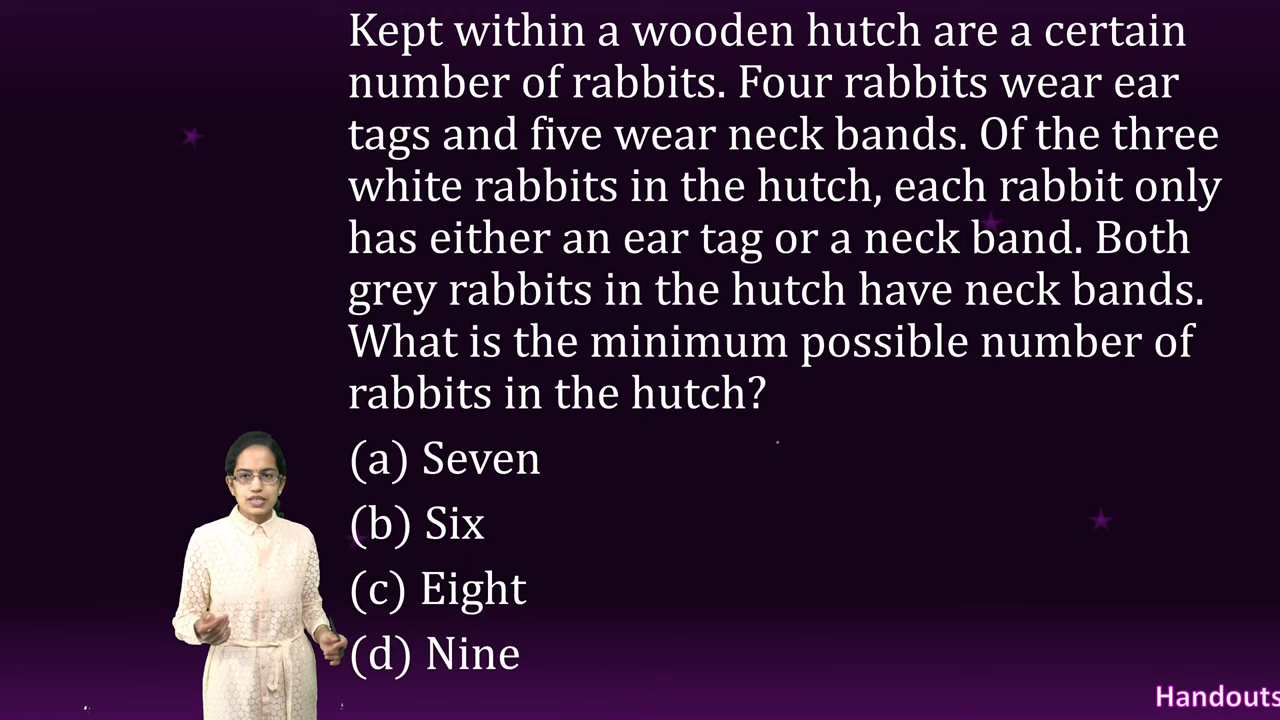 Kept within a wooden hutch are a certain
number of rabbits. Four rabbits wear ear
tags and five wear neck bands. Of the three
white rabbits in the hutch, each rabbit only
has either an ear tag or a neck band. Both
grey rabbits in the hutch have neck bands.
What is the minimum possible number of
rabbits in the hutch?
(a) Seven
(b) Six
(c) Eight
(d) Nine
Handouts